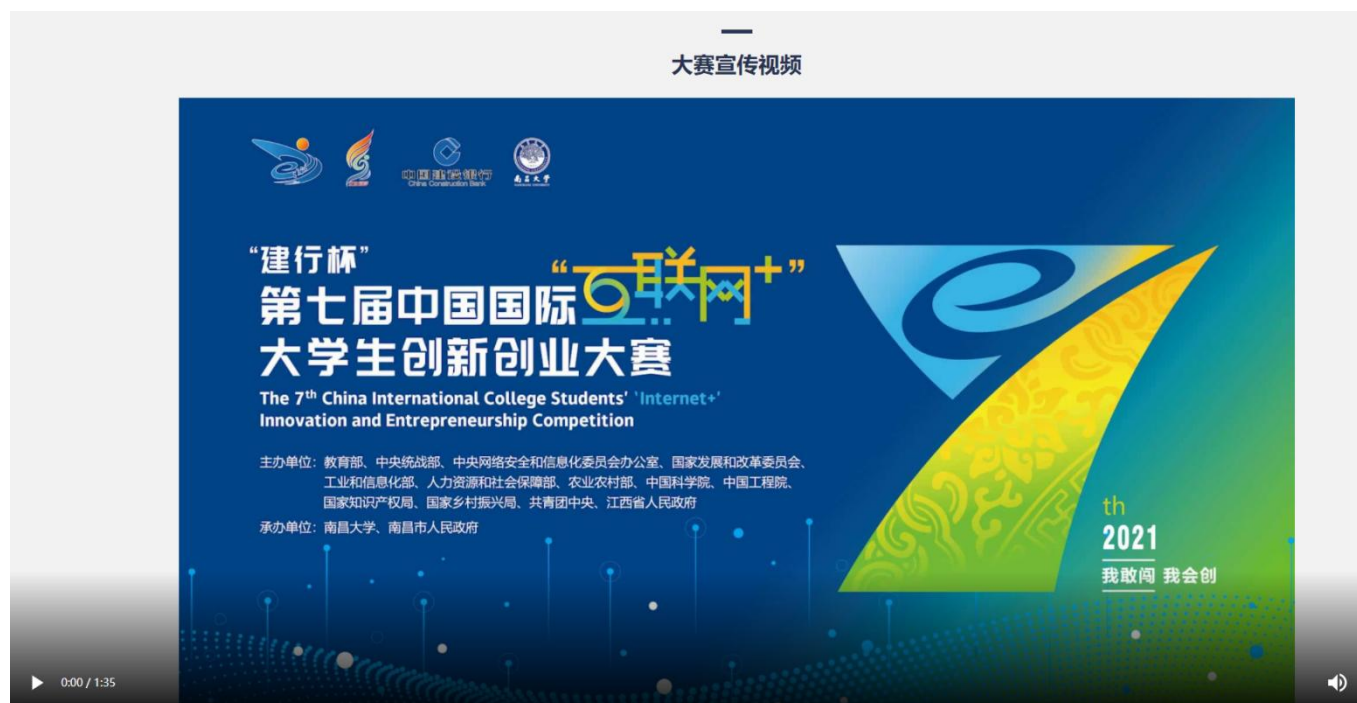 大赛宣传视频
中国建设银行
China Construction Bank
南昌大学
“建行杯”
第七届中国国际“互联网+”
大学生创新创业大赛
The 7th China International College Students' 'Internet+'
Innovation and Entrepreneurship Competition
主办单位：教育部、中央统战部、中央网络安全和信息化委员会办公室、国家发展和改革委员会、
工业和信息化部、人力资源和社会保障部、农业农村部、中国科学院、中国工程院、
国家知识产权局、国家乡村振兴局、共青团中央、江西省人民政府
承办单位：南昌大学、南昌市人民政府
7
th
2021
我敢闯 我会创
0:00 / 1:35